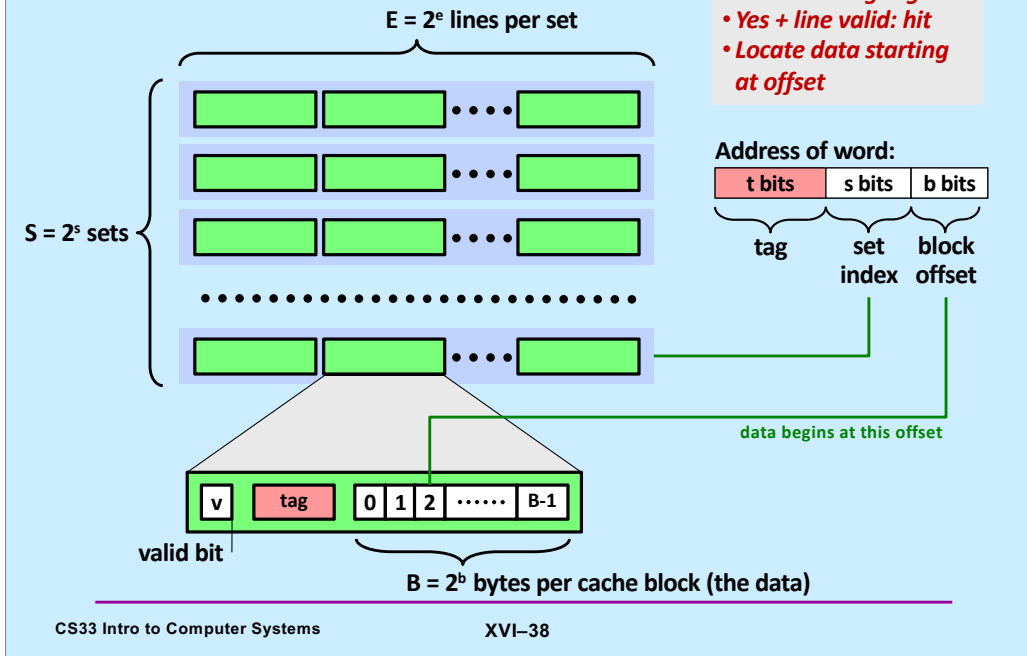 E = 2ᵉ lines per set
• Yes + line valid: hit
• Locate data starting
at offset
Address of word:
t bits s bits b bits
S = 2ˢ sets
tag set block
index offset
data begins at this offset
v tag 0 1 2 •••••• B-1
valid bit
B = 2ᵇ bytes per cache block (the data)
CS33 Intro to Computer Systems XVI–38